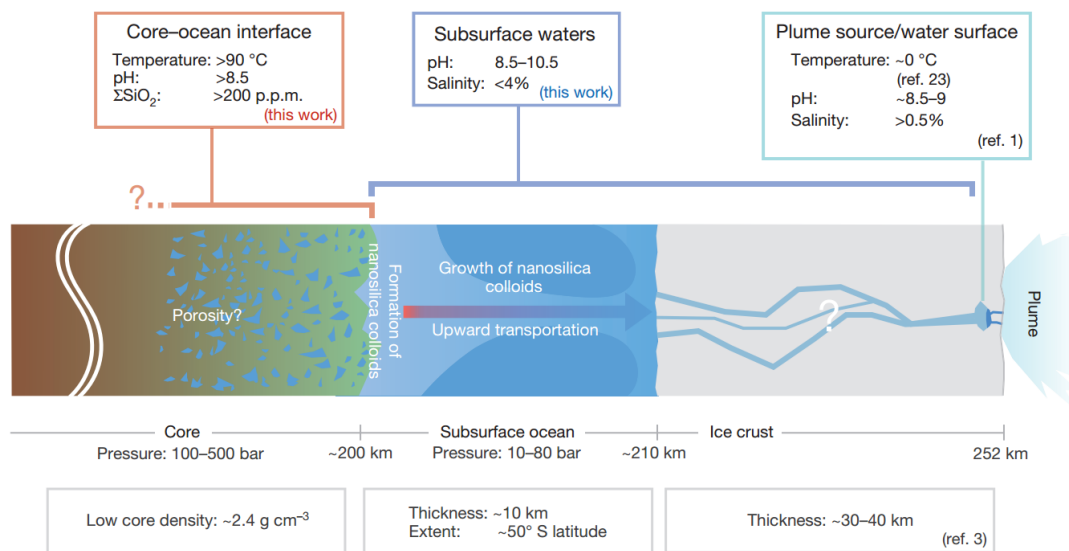 Core–ocean interface
Temperature: >90 °C
pH: >8.5
ΣSiO₂: >200 p.p.m.
(this work)
Subsurface waters
pH: 8.5–10.5
Salinity: <4% (this work)
Plume source/water surface
Temperature: ~0 °C
(ref. 23)
pH: ~8.5–9
Salinity: >0.5%
(ref. 1)
?
Porosity?
Formation of
nanosilica colloids
Growth of nanosilica
colloids
Upward transportation
?
Plume
Core
Pressure: 100–500 bar
~200 km
Subsurface ocean
Pressure: 10–80 bar
~210 km
Ice crust
252 km
Low core density: ~2.4 g cm⁻³
Thickness: ~10 km
Extent: ~50° S latitude
Thickness: ~30–40 km
(ref. 3)